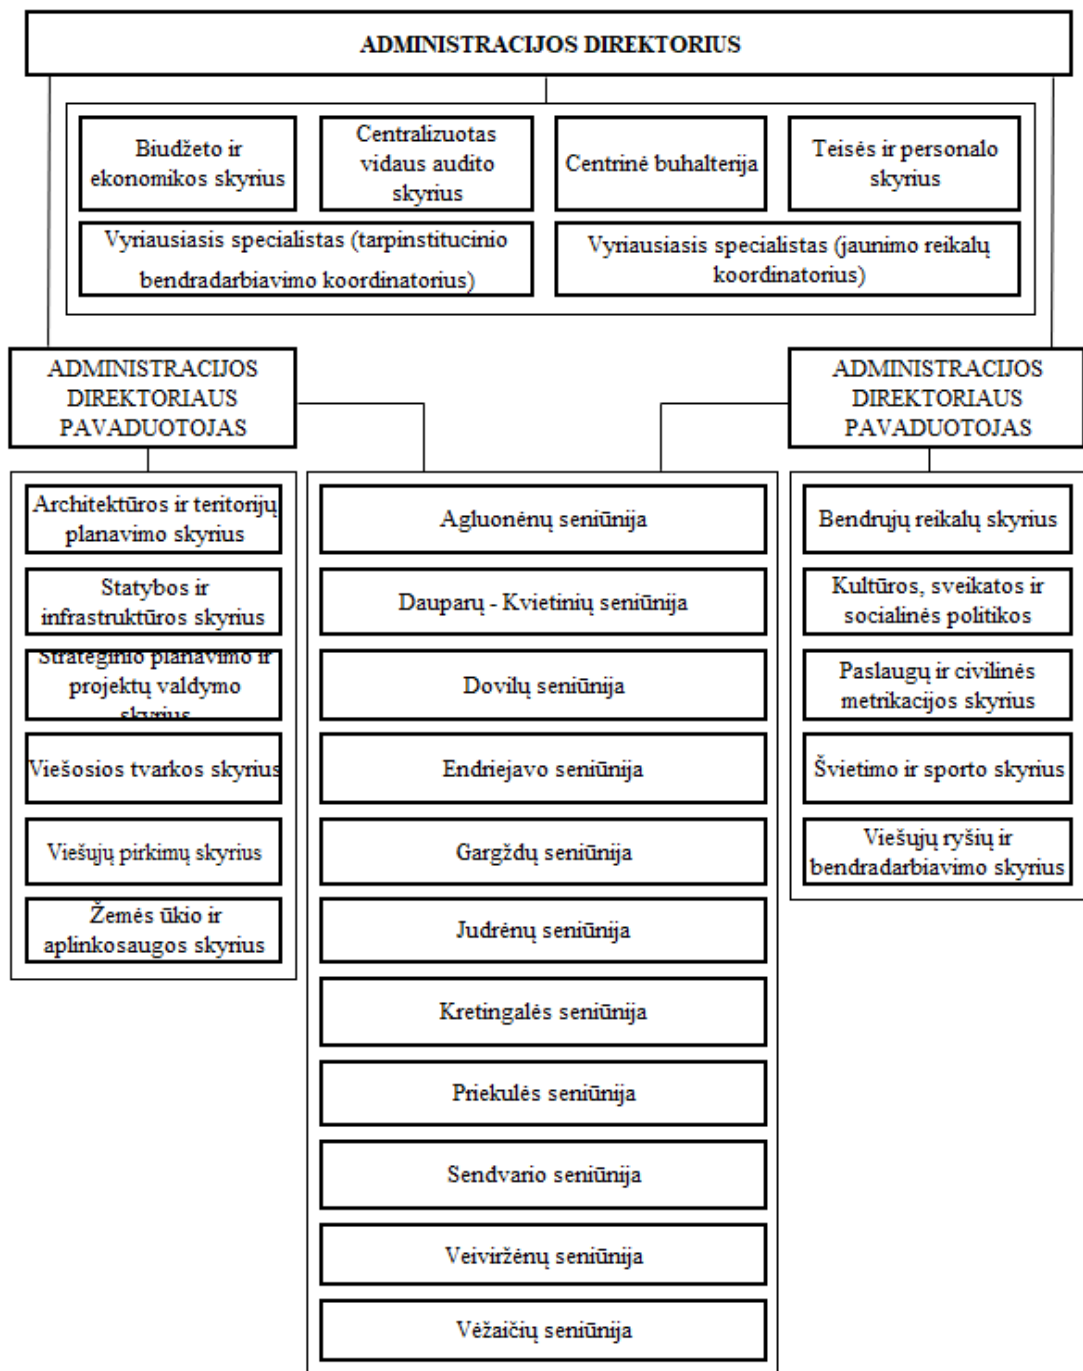 ADMINISTRACIJOS DIREKTORIUS
Biudžeto ir
ekonomikos skyrius
Centralizuotas
vidaus audito
skyrius
Centrinė buhalterija
Teisės ir personalo
skyrius
Vyriausiasis specialistas (tarpinstitucinio
bendradarbiavimo koordinatorius)
Vyriausiasis specialistas (jaunimo reikalų
koordinatorius)
ADMINISTRACIJOS
DIREKTORIAUS
PAVADUOTOJAS
ADMINISTRACIJOS
DIREKTORIAUS
PAVADUOTOJAS
Architektūros ir teritorijų
planavimo skyrius
Statybos ir
infrastruktūros skyrius
Strateginio planavimo ir
projektų valdymo
skyrius
Viešosios tvarkos skyrius
Viešųjų pirkimų skyrius
Žemės ūkio ir
aplinkosaugos skyrius
Agluonėnų seniūnija
Dauparų - Kvietinių seniūnija
Dovilų seniūnija
Endriejavo seniūnija
Gargždų seniūnija
Judrėnų seniūnija
Kretingalės seniūnija
Priekulės seniūnija
Sendvario seniūnija
Veiviržėnų seniūnija
Vėžaičių seniūnija
Bendrųjų reikalų skyrius
Kultūros, sveikatos ir
socialinės politikos
Paslaugų ir civilinės
metrikacijos skyrius
Švietimo ir sporto skyrius
Viešųjų ryšių ir
bendradarbiavimo skyrius